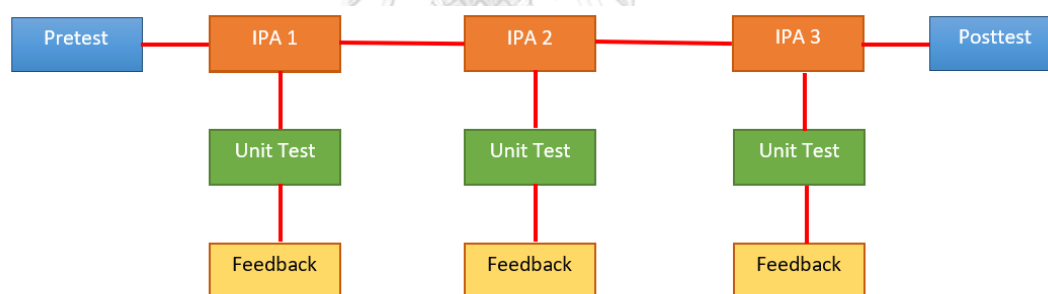 Pretest
IPA 1
IPA 2
IPA 3
Posttest
Unit Test
Unit Test
Unit Test
Feedback
Feedback
Feedback